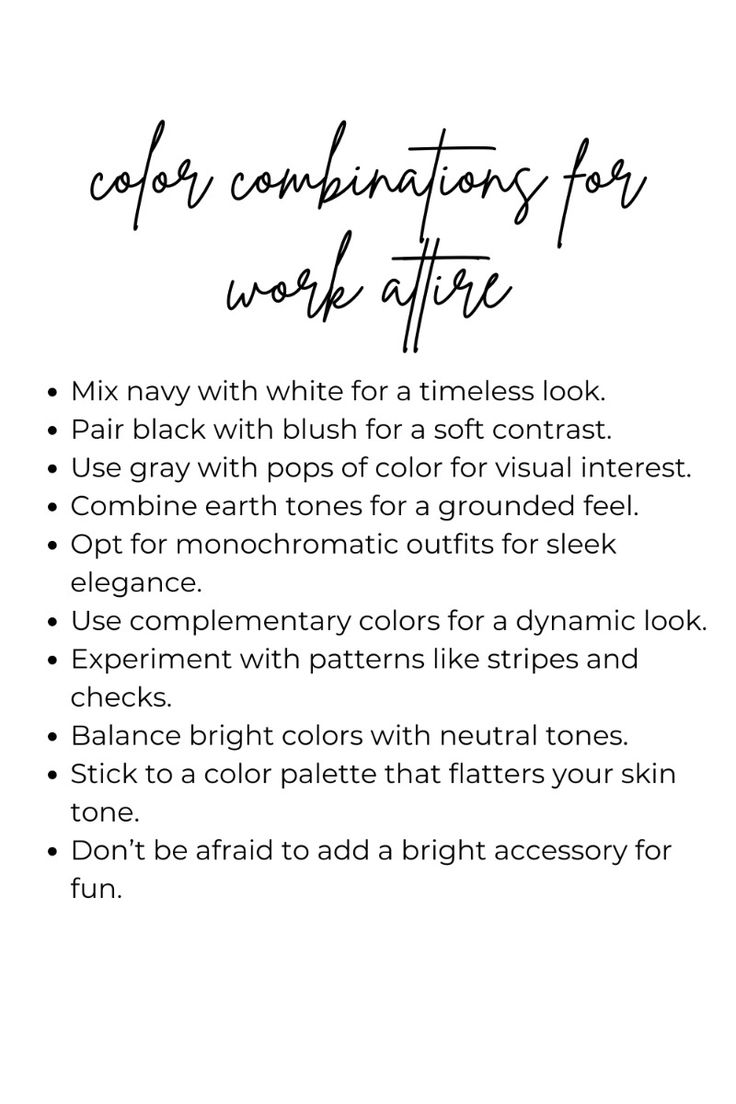 color combinations for
work attire
• Mix navy with white for a timeless look.
• Pair black with blush for a soft contrast.
• Use gray with pops of color for visual interest.
• Combine earth tones for a grounded feel.
• Opt for monochromatic outfits for sleek
elegance.
• Use complementary colors for a dynamic look.
• Experiment with patterns like stripes and
checks.
• Balance bright colors with neutral tones.
• Stick to a color palette that flatters your skin
tone.
• Don’t be afraid to add a bright accessory for
fun.